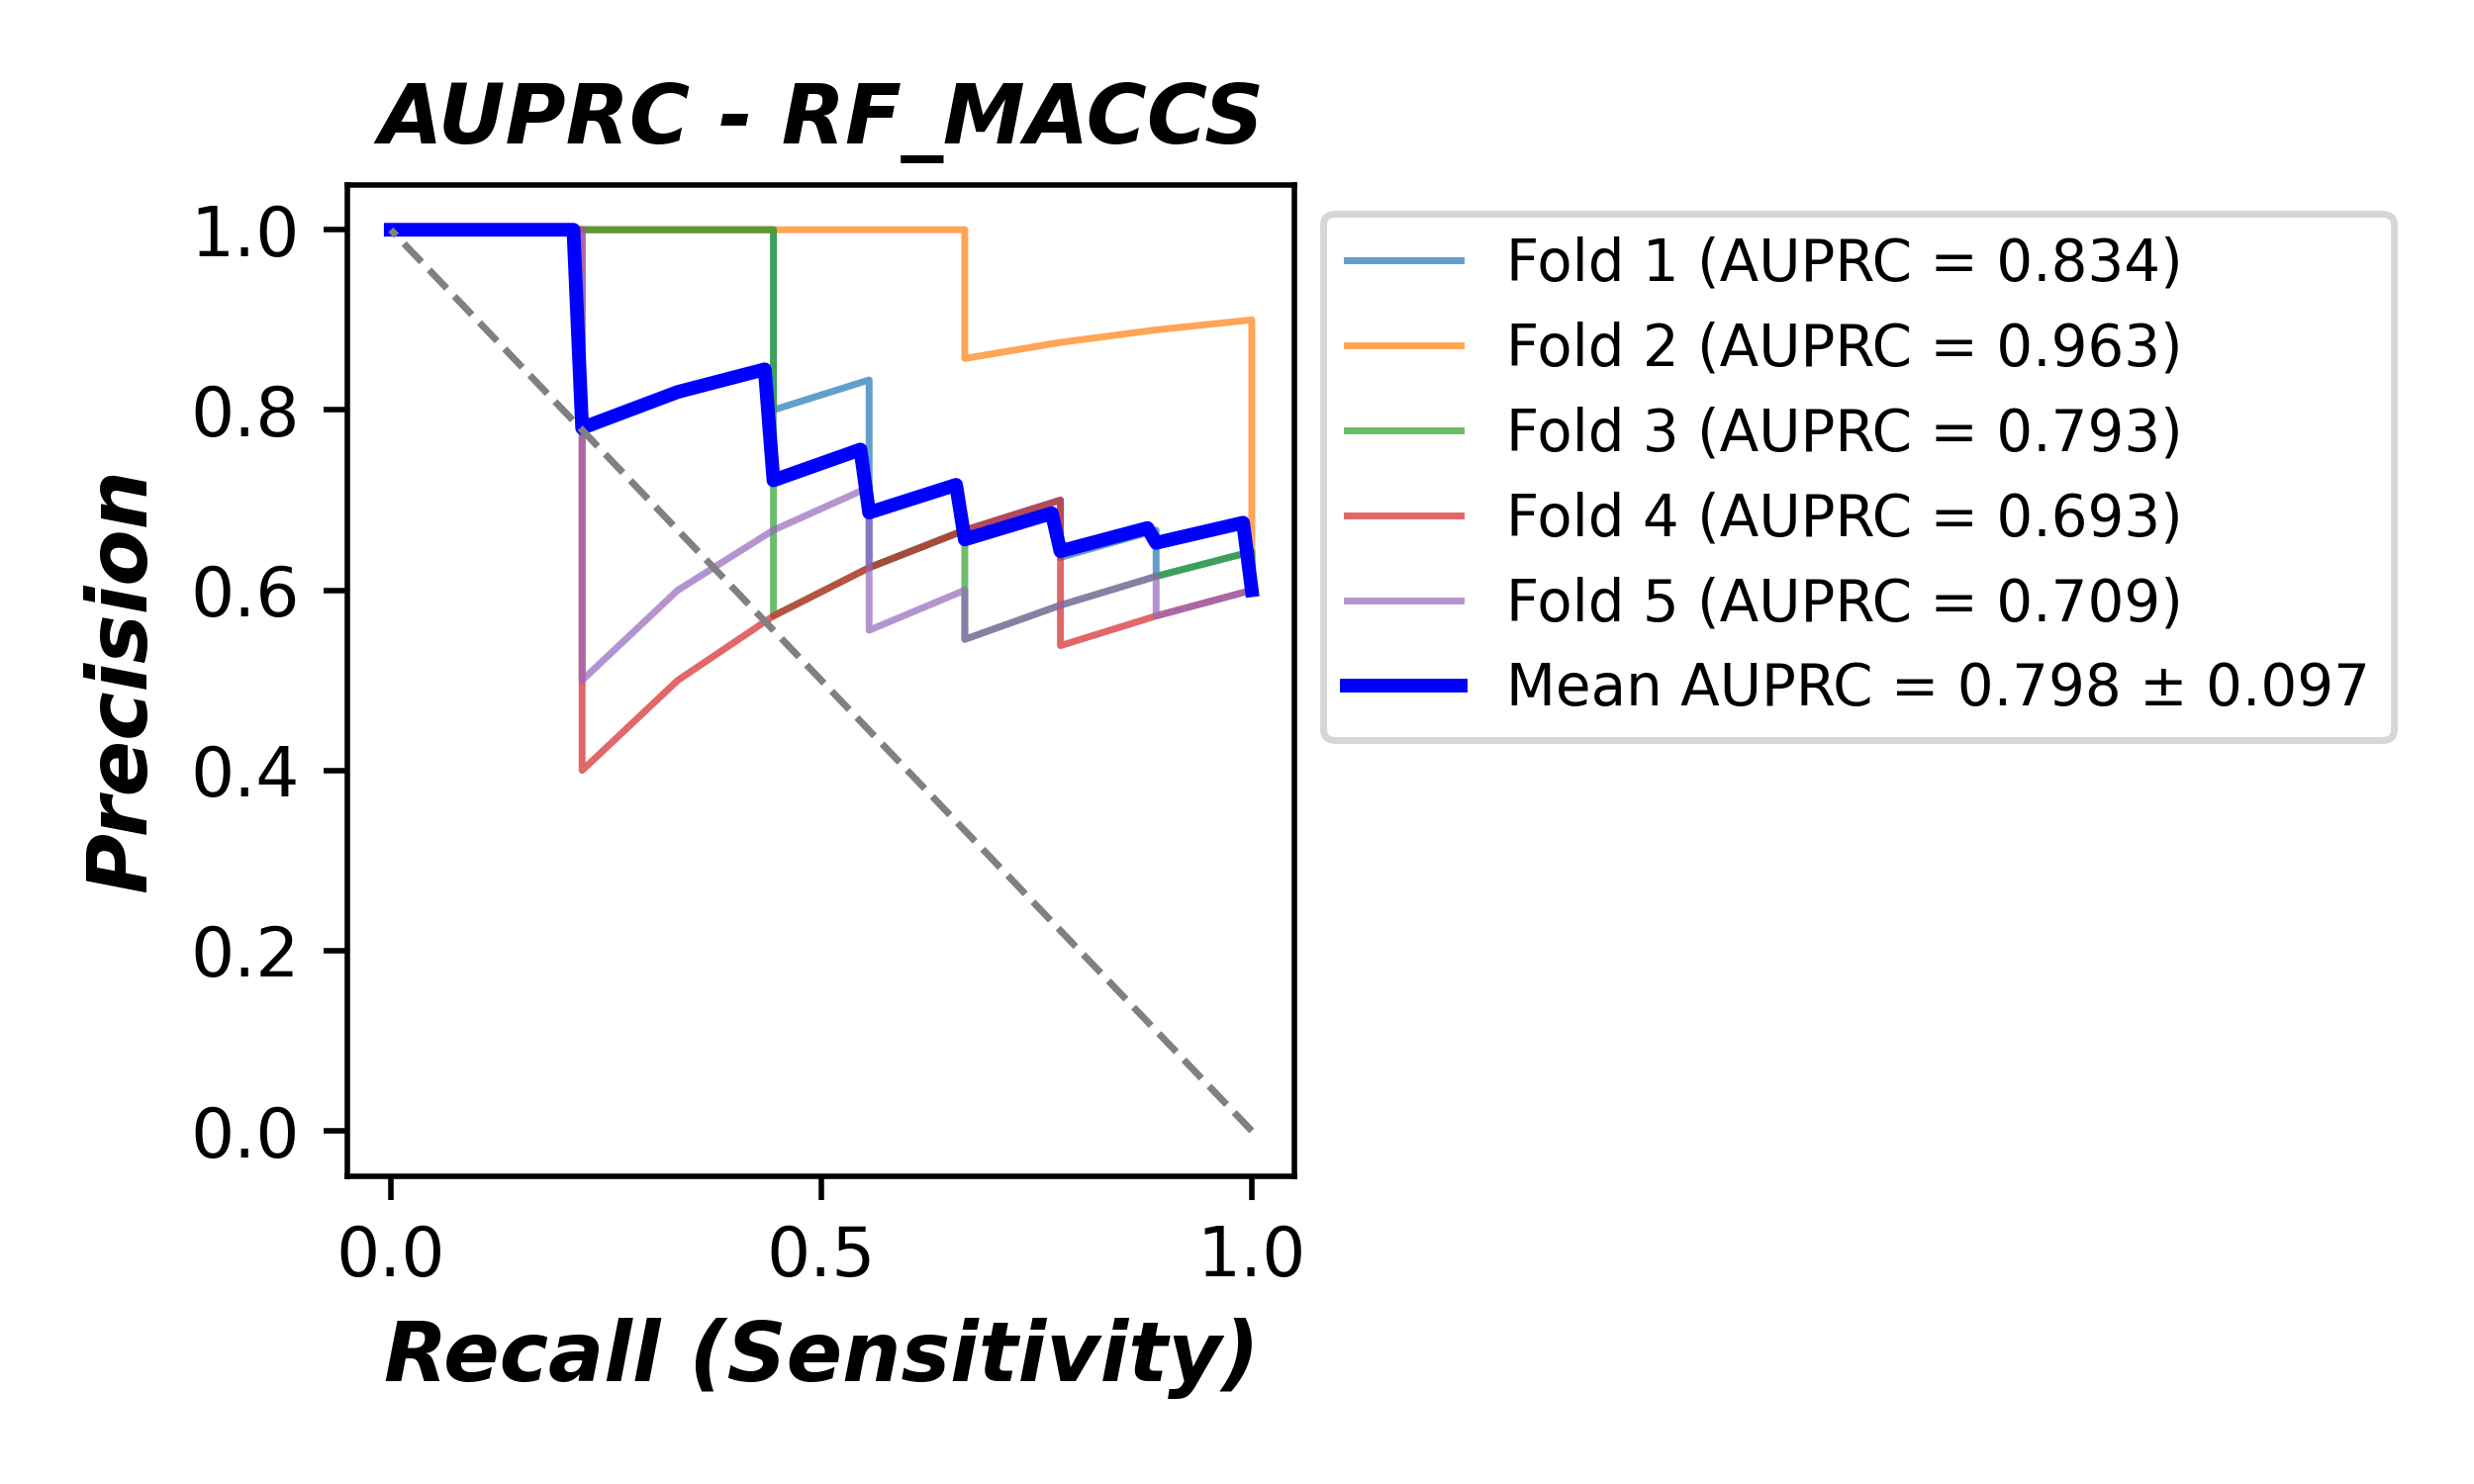 AUPRC - RF_MACCS
Precision
1.0
0.8
0.6
0.4
0.2
0.0
0.0 0.5 1.0
Recall (Sensitivity)
Fold 1 (AUPRC = 0.834)
Fold 2 (AUPRC = 0.963)
Fold 3 (AUPRC = 0.793)
Fold 4 (AUPRC = 0.693)
Fold 5 (AUPRC = 0.709)
Mean AUPRC = 0.798 ± 0.097